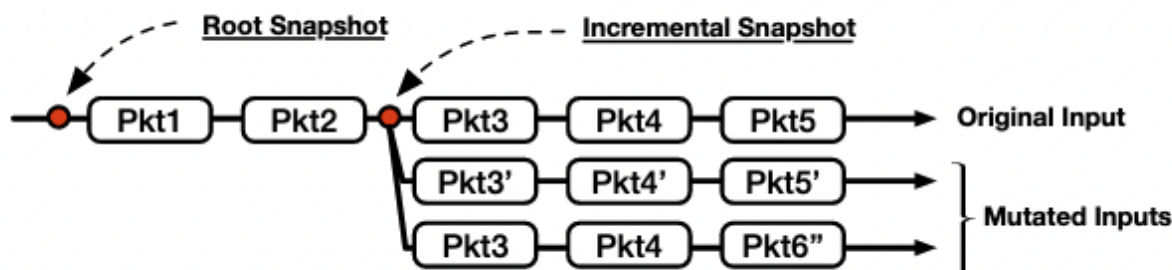 Root Snapshot
Incremental Snapshot
Pkt1 Pkt2 Pkt3 Pkt4 Pkt5 Original Input
Pkt3' Pkt4' Pkt5'
Mutated Inputs
Pkt3 Pkt4 Pkt6”